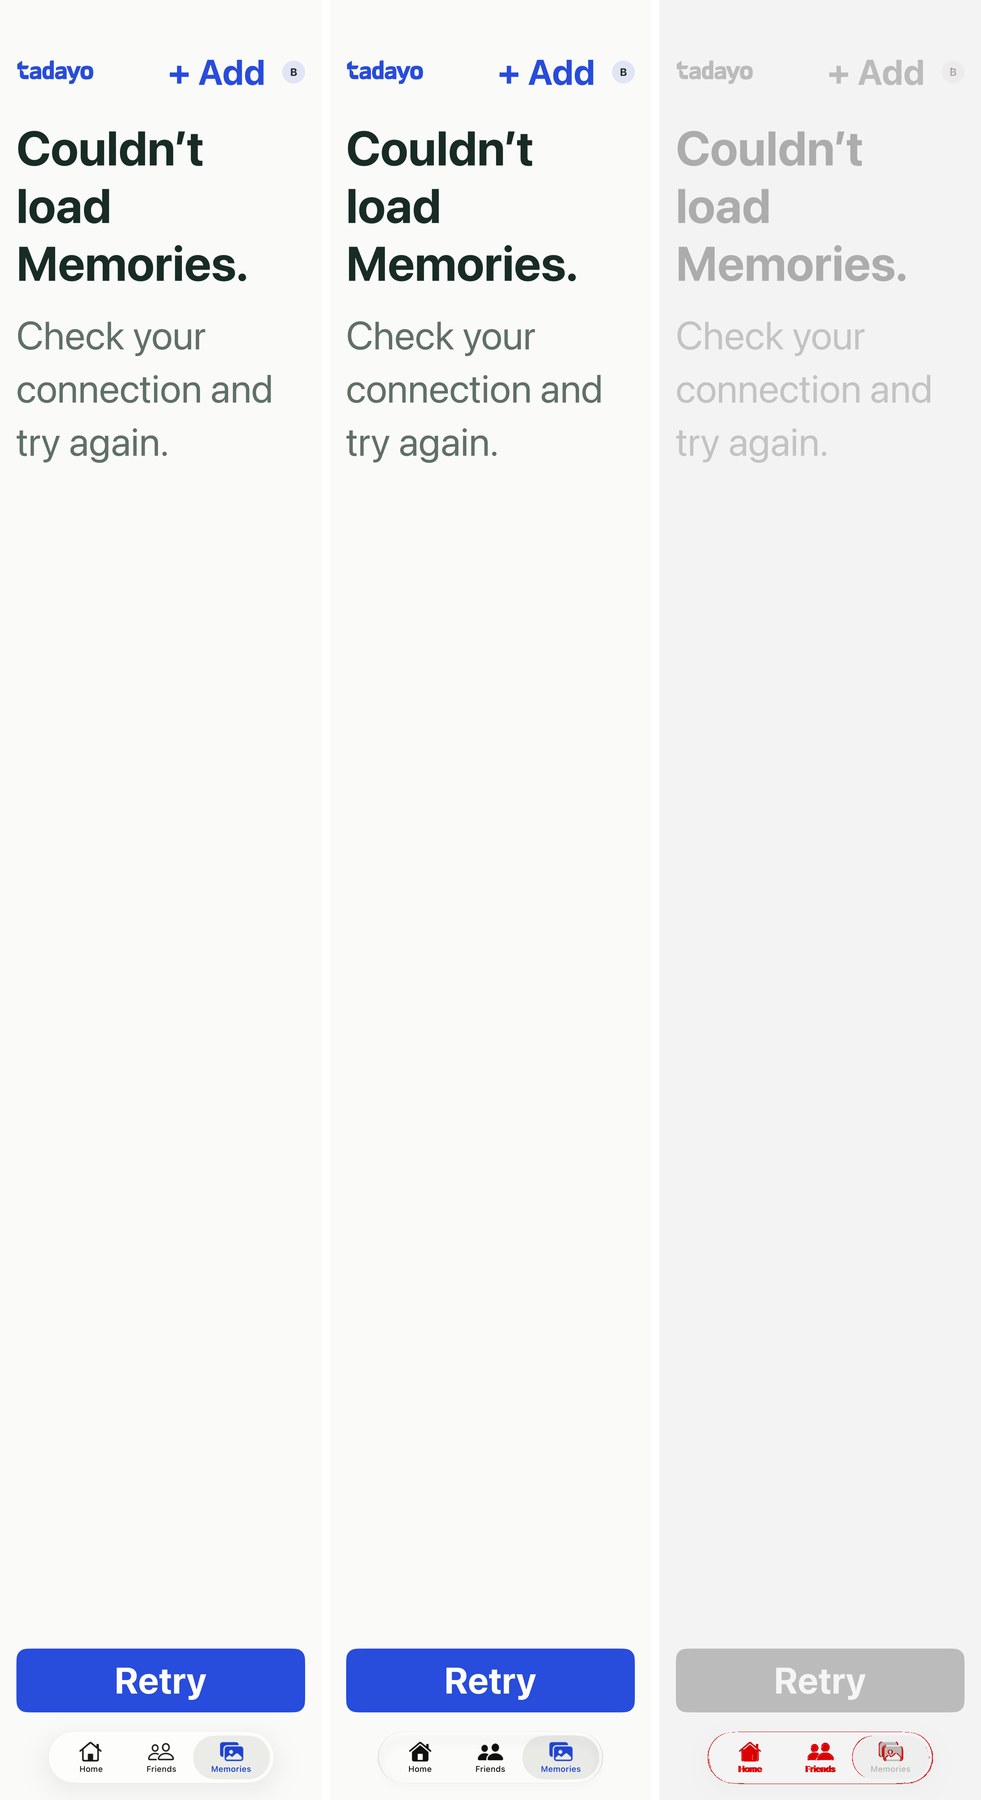 tadayo + Add B
Couldn’t
load
Memories.
Check your
connection and
try again.
Retry
Home Friends Memories
tadayo + Add B
Couldn’t
load
Memories.
Check your
connection and
try again.
Retry
Home Friends Memories
tadayo + Add B
Couldn’t
load
Memories.
Check your
connection and
try again.
Retry
Home Friends Memories